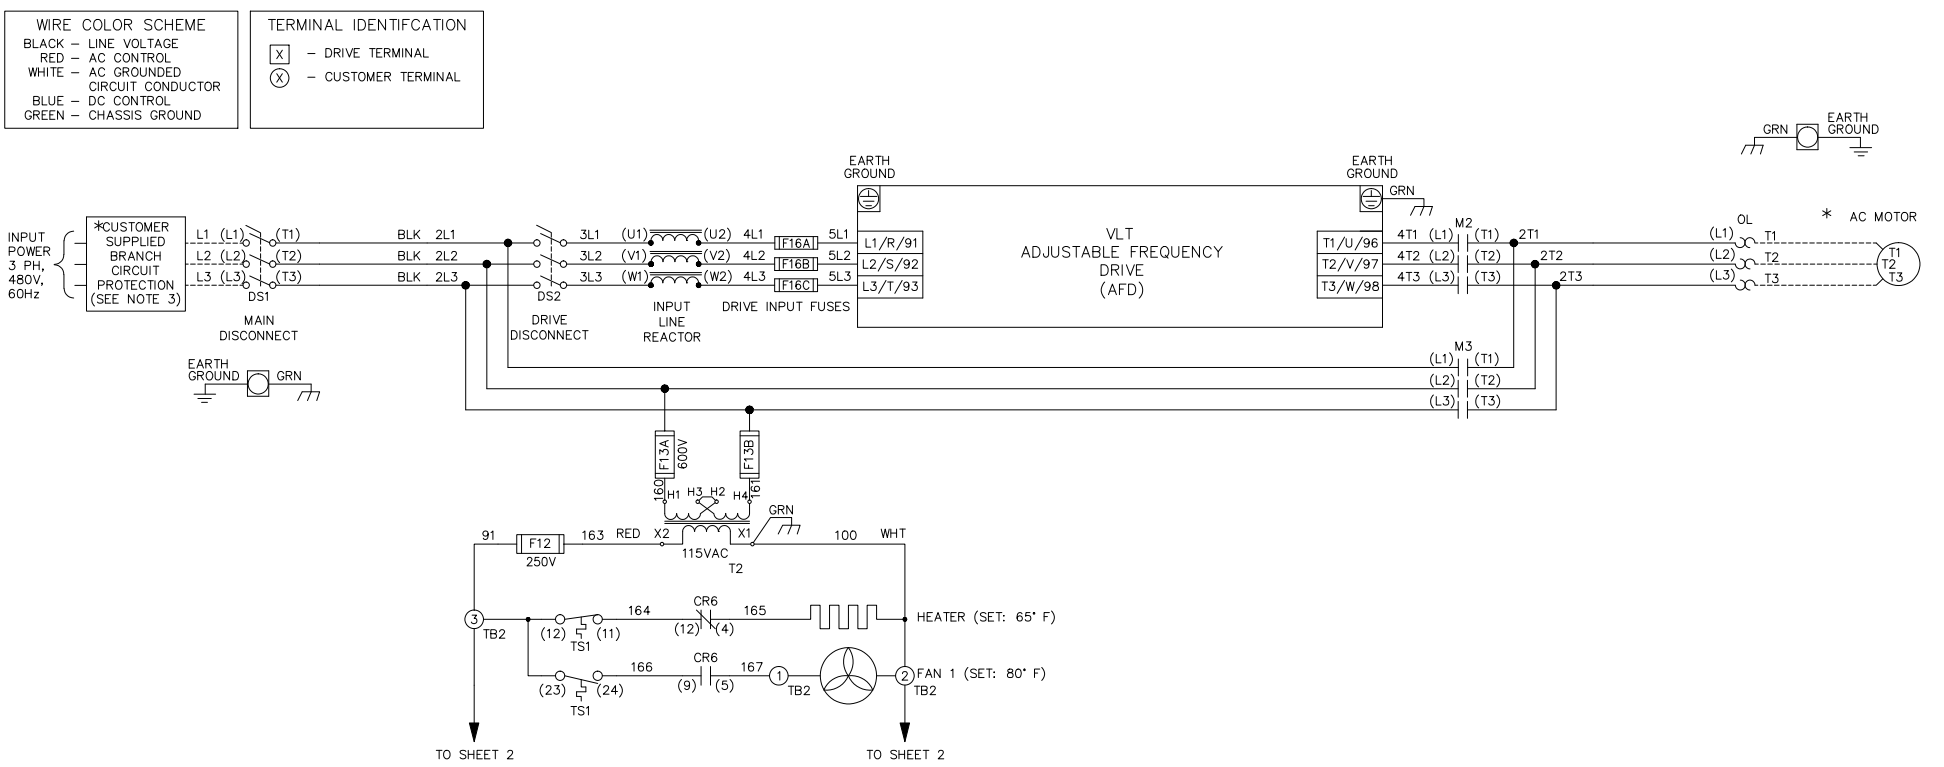 WIRE COLOR SCHEME
BLACK – LINE VOLTAGE
RED – AC CONTROL
WHITE – AC GROUNDED
CIRCUIT CONDUCTOR
BLUE – DC CONTROL
GREEN – CHASSIS GROUND
TERMINAL IDENTIFCATION
X – DRIVE TERMINAL
X – CUSTOMER TERMINAL
INPUT
POWER
3 PH,
480V,
60Hz
*CUSTOMER
SUPPLIED
BRANCH
CIRCUIT
PROTECTION
(SEE NOTE 3)
L1 (L1) (T1) BLK 2L1 3L1 (U1) (U2) 4L1 F16A 5L1 L1/R/91
L2 (L2) (T2) BLK 2L2 3L2 (V1) (V2) 4L2 F16B 5L2 L2/S/92
L3 (L3) (T3) BLK 2L3 3L3 (W1) (W2) 4L3 F16C 5L3 L3/T/93
DS1
MAIN
DISCONNECT
DS2
DRIVE
DISCONNECT
INPUT
LINE
REACTOR
DRIVE INPUT FUSES
EARTH
GROUND
GRN
EARTH
GROUND
VLT
ADJUSTABLE FREQUENCY
DRIVE
(AFD)
EARTH
GROUND
GRN
M2
T1/U/96 4T1 (L1) (T1) 2T1
T2/V/97 4T2 (L2) (T2) 2T2
T3/W/98 4T3 (L3) (T3) 2T3
M3
(L1) (T1)
(L2) (T2)
(L3) (T3)
GRN
EARTH
GROUND
OL
* AC MOTOR
(L1) T1
(L2) T2
(L3) T3
T1
T2
T3
F13A
600V
F13B
160
161
H1 H3 H2 H4
GRN
91 F12 163 RED X2 X1 100 WHT
250V
115VAC
T2
3
TB2
(12) (11)
TS1
164
CR6
(12) (4)
165
HEATER (SET: 65° F)
(23) (24)
TS1
166
CR6
(9) (5)
167
1
TB2
2
TB2
FAN 1 (SET: 80° F)
TO SHEET 2
TO SHEET 2